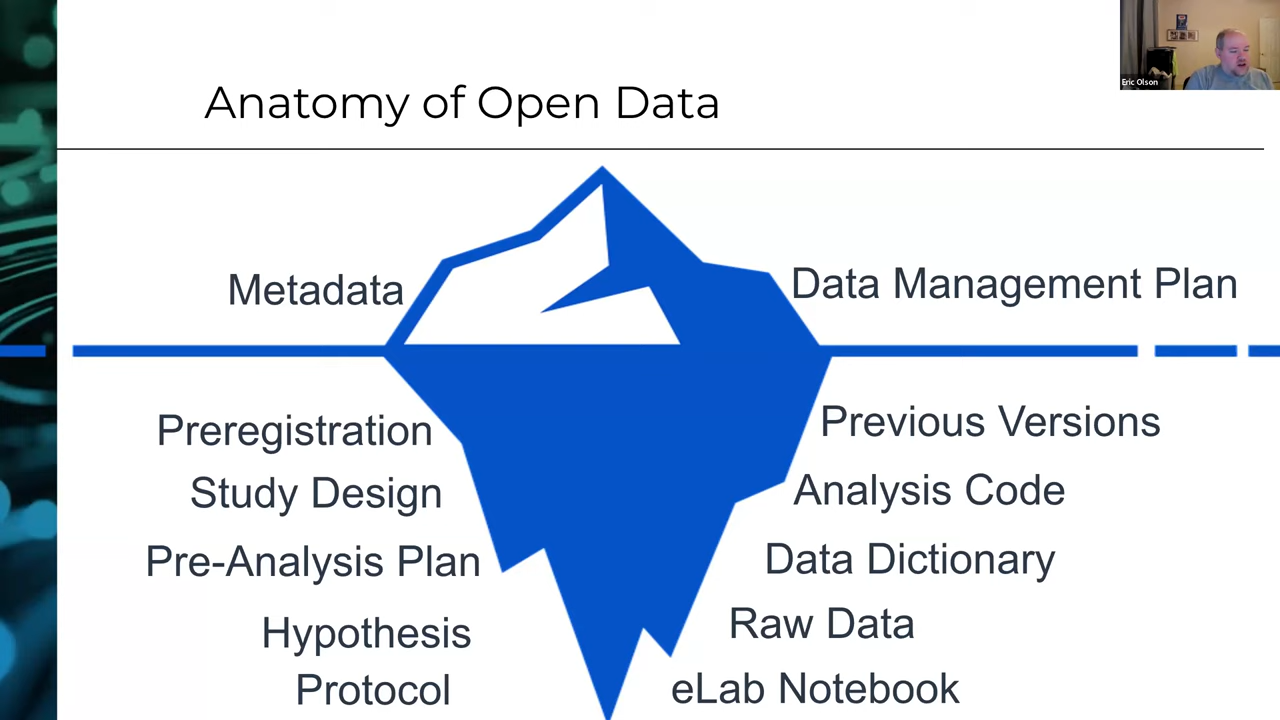 Eric Olson
Anatomy of Open Data
Metadata
Data Management Plan
Preregistration
Previous Versions
Study Design
Analysis Code
Pre-Analysis Plan
Data Dictionary
Hypothesis
Raw Data
Protocol
eLab Notebook